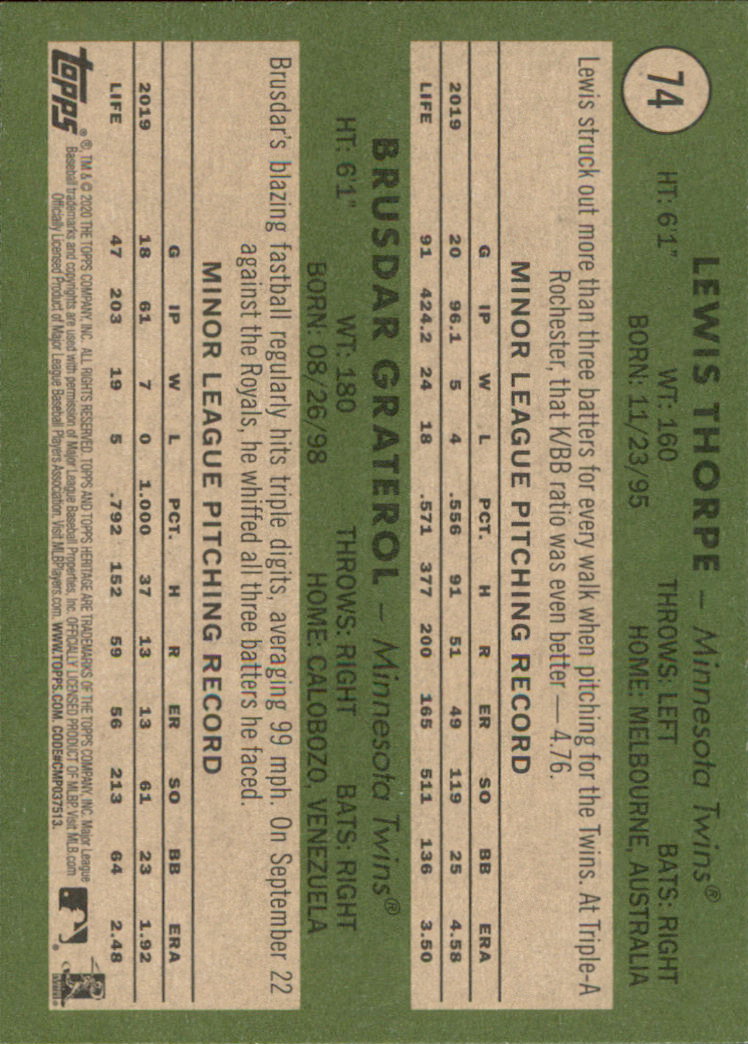 74
LEWIS THORPE – Minnesota Twins®
HT: 6'1" WT: 160 THROWS: LEFT BATS: RIGHT
BORN: 11/23/95 HOME: MELBOURNE, AUSTRALIA
Lewis struck out more than three batters for every walk when pitching for the Twins. At Triple-A
Rochester, that K/BB ratio was even better — 4.76.
MINOR LEAGUE PITCHING RECORD
G IP W L PCT. H R ER SO BB ERA
2019 20 96.1 5 4 .556 91 51 49 119 25 4.58
LIFE 91 424.2 24 18 .571 377 200 165 511 136 3.50
BRUSDAR GRATEROL – Minnesota Twins®
HT: 6'1" WT: 180 THROWS: RIGHT BATS: RIGHT
BORN: 08/26/98 HOME: CALOBOZO, VENEZUELA
Brusdar's blazing fastball regularly hits triple digits, averaging 99 mph. On September 22
against the Royals, he whiffed all three batters he faced.
MINOR LEAGUE PITCHING RECORD
G IP W L PCT. H R ER SO BB ERA
2019 18 61 7 0 1.000 37 13 13 61 23 1.92
LIFE 47 203 19 5 .792 152 59 56 213 64 2.48
topps®
®, TM & © 2020 THE TOPPS COMPANY, INC. ALL RIGHTS RESERVED. TOPPS AND TOPPS HERITAGE ARE TRADEMARKS OF THE TOPPS COMPANY, INC. Major League
Baseball trademarks and copyrights are used with permission of Major League Baseball Properties, Inc. OFFICIALLY LICENSED PRODUCT OF MLBP. Visit MLB.com
Officially Licensed Product of Major League Baseball Players Association. Visit MLBPlayers.com. WWW.TOPPS.COM. CODE#CMP037513.